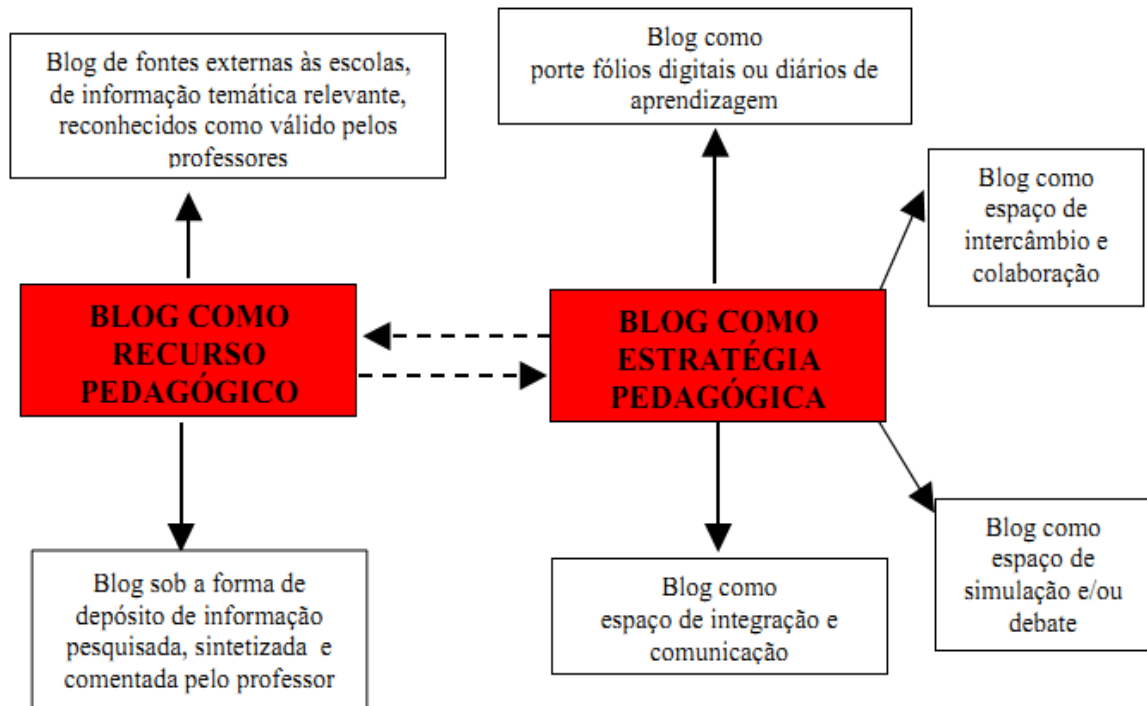 Blog de fontes externas às escolas,
de informação temática relevante,
reconhecidos como válido pelos
professores
Blog como
porte fólios digitais ou diários de
aprendizagem
Blog como
espaço de
intercâmbio e
colaboração
BLOG COMO
RECURSO
PEDAGÓGICO
BLOG COMO
ESTRATÉGIA
PEDAGÓGICA
Blog sob a forma de
depósito de informação
pesquisada, sintetizada e
comentada pelo professor
Blog como
espaço de integração e
comunicação
Blog como
espaço de
simulação e/ou
debate